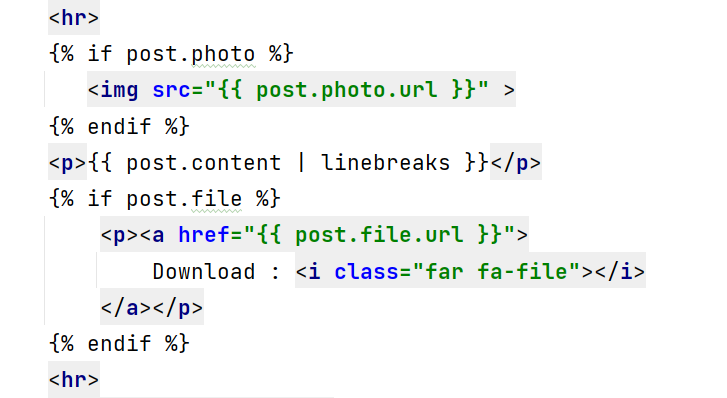 <hr>
{% if post.photo %}
<img src="{{ post.photo.url }}" >
{% endif %}
<p>{{ post.content | linebreaks }}</p>
{% if post.file %}
<p><a href="{{ post.file.url }}">
Download : <i class="far fa-file"></i>
</a></p>
{% endif %}
<hr>